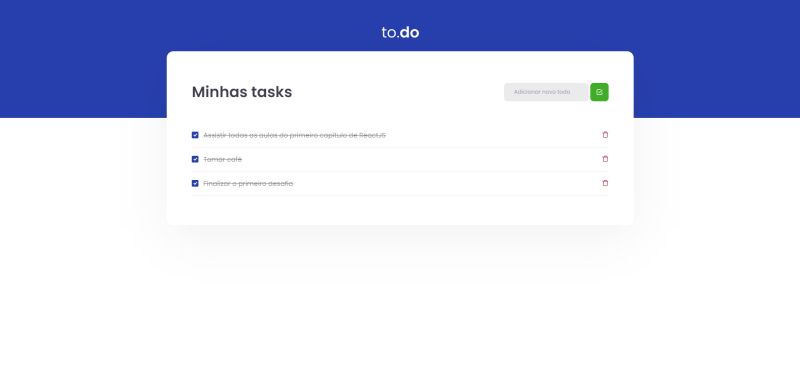 to.do
Minhas tasks
Adicionar novo todo
Assistir todas as aulas do primeiro capítulo de ReactJS
Tomar café
Finalizar o primeiro desafio